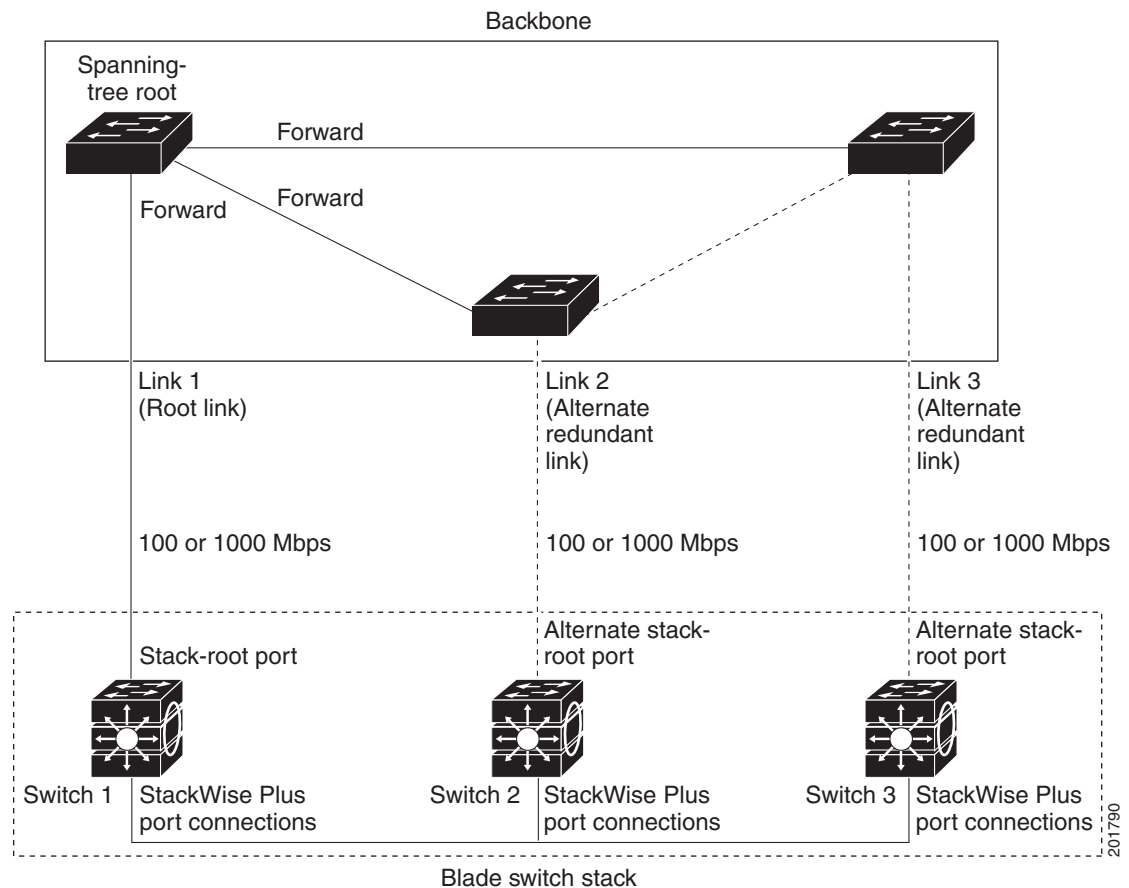 Backbone
Spanning-
tree root
Forward
Forward
Forward
Link 1
(Root link)
Link 2
(Alternate
redundant
link)
Link 3
(Alternate
redundant
link)
100 or 1000 Mbps
100 or 1000 Mbps
100 or 1000 Mbps
Stack-root port
Alternate stack-
root port
Alternate stack-
root port
Switch 1
StackWise Plus
port connections
Switch 2
StackWise Plus
port connections
Switch 3
StackWise Plus
port connections
201790
Blade switch stack